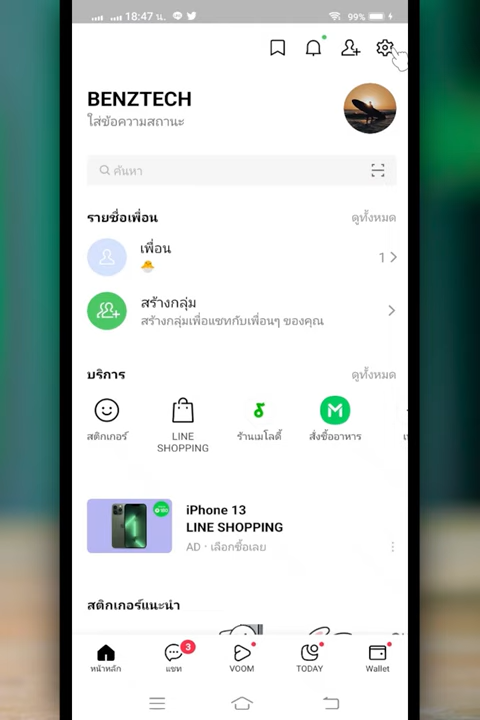 18:47 น.
99%
BENZTECH
ใส่ข้อความสถานะ
ค้นหา
รายชื่อเพื่อน
ดูทั้งหมด
เพื่อน
1
สร้างกลุ่ม
สร้างกลุ่มเพื่อแชทกับเพื่อนๆ ของคุณ
บริการ
ดูทั้งหมด
สติกเกอร์
LINE SHOPPING
ร้านเมโลดี้
สั่งซื้ออาหาร
iPhone 13
LINE SHOPPING
AD · เลือกซื้อเลย
สติกเกอร์แนะนำ
3
หน้าหลัก
แชท
VOOM
TODAY
Wallet